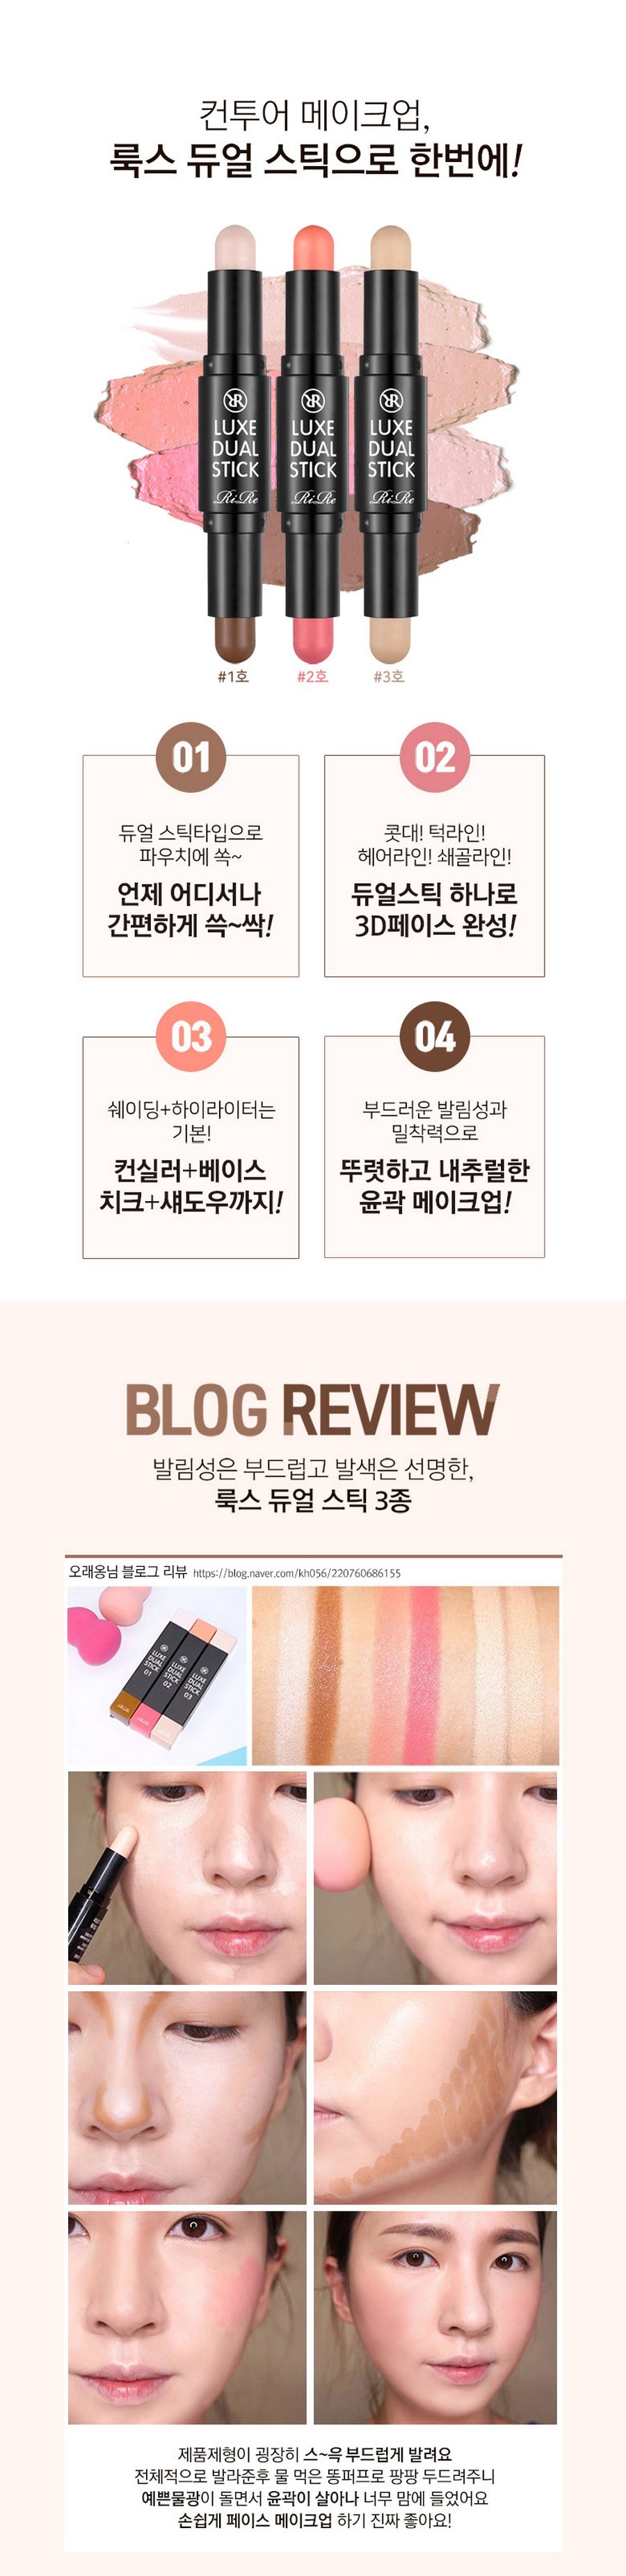 컨투어 메이크업,
룩스 듀얼 스틱으로 한번에!
LUXE
DUAL
STICK
RiRe
LUXE
DUAL
STICK
RiRe
LUXE
DUAL
STICK
RiRe
#1호
#2호
#3호
01
듀얼 스틱타입으로
파우치에 쏙~
언제 어디서나
간편하게 쓱~싹!
02
콧대! 턱라인!
헤어라인! 쇄골라인!
듀얼스틱 하나로
3D페이스 완성!
03
쉐이딩+하이라이터는
기본!
컨실러+베이스
치크+섀도우까지!
04
부드러운 발림성과
밀착력으로
뚜렷하고 내추럴한
윤곽 메이크업!
BLOG REVIEW
발림성은 부드럽고 발색은 선명한,
룩스 듀얼 스틱 3종
오래옹님 블로그 리뷰 https://blog.naver.com/kh056/220760686155
LUXE
DUAL
STICK
01
LUXE
DUAL
STICK
02
LUXE
DUAL
STICK
03
제품제형이 굉장히 스~윽 부드럽게 발려요
전체적으로 발라준후 물 먹은 똥퍼프로 팡팡 두드려주니
예쁜물광이 돌면서 윤곽이 살아나 너무 맘에 들었어요
손쉽게 페이스 메이크업 하기 진짜 좋아요!